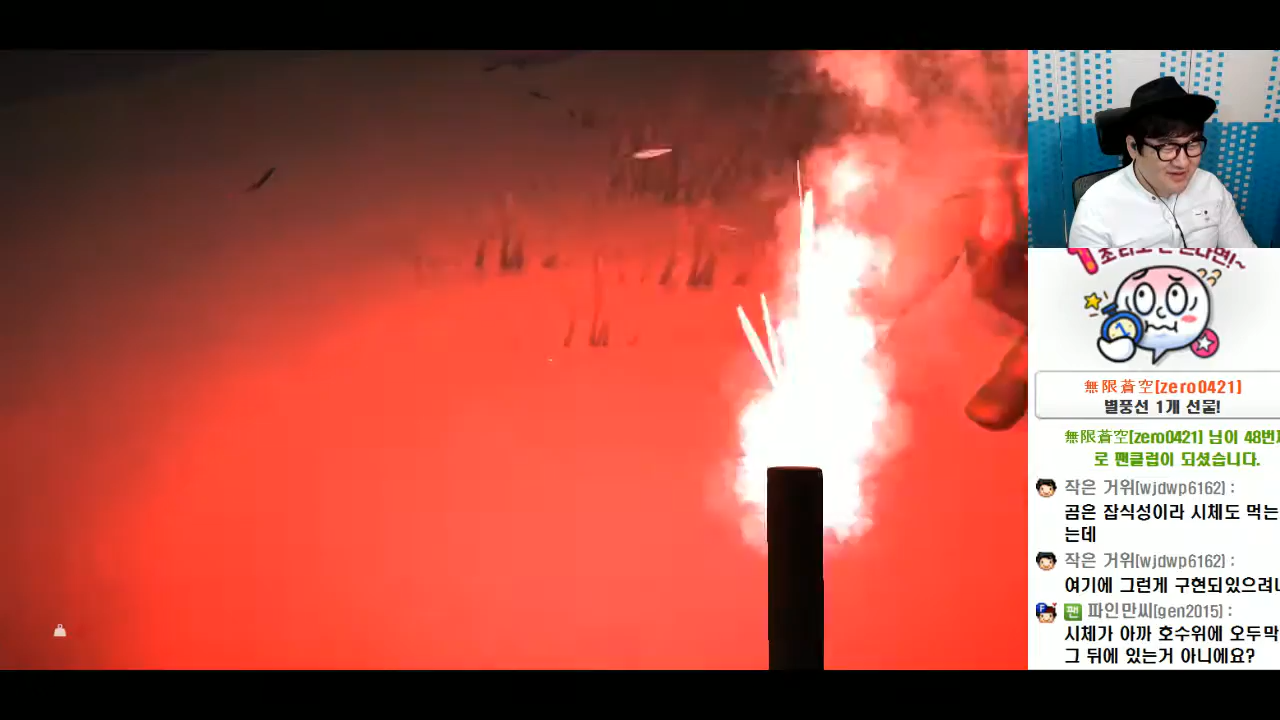 無限蒼空[zero0421]
별풍선 1개 선물!
無限蒼空[zero0421] 님이 48번
로 팬클럽이 되셨습니다.
작은 거위[wjdwp6162] :
곰은 잡식성이라 시체도 먹는
는데
작은 거위[wjdwp6162] :
여기에 그런게 구현되있으려나
팬 파인만씨[gen2015] :
시체가 아까 호수위에 오두막
그 뒤에 있는거 아니에요?